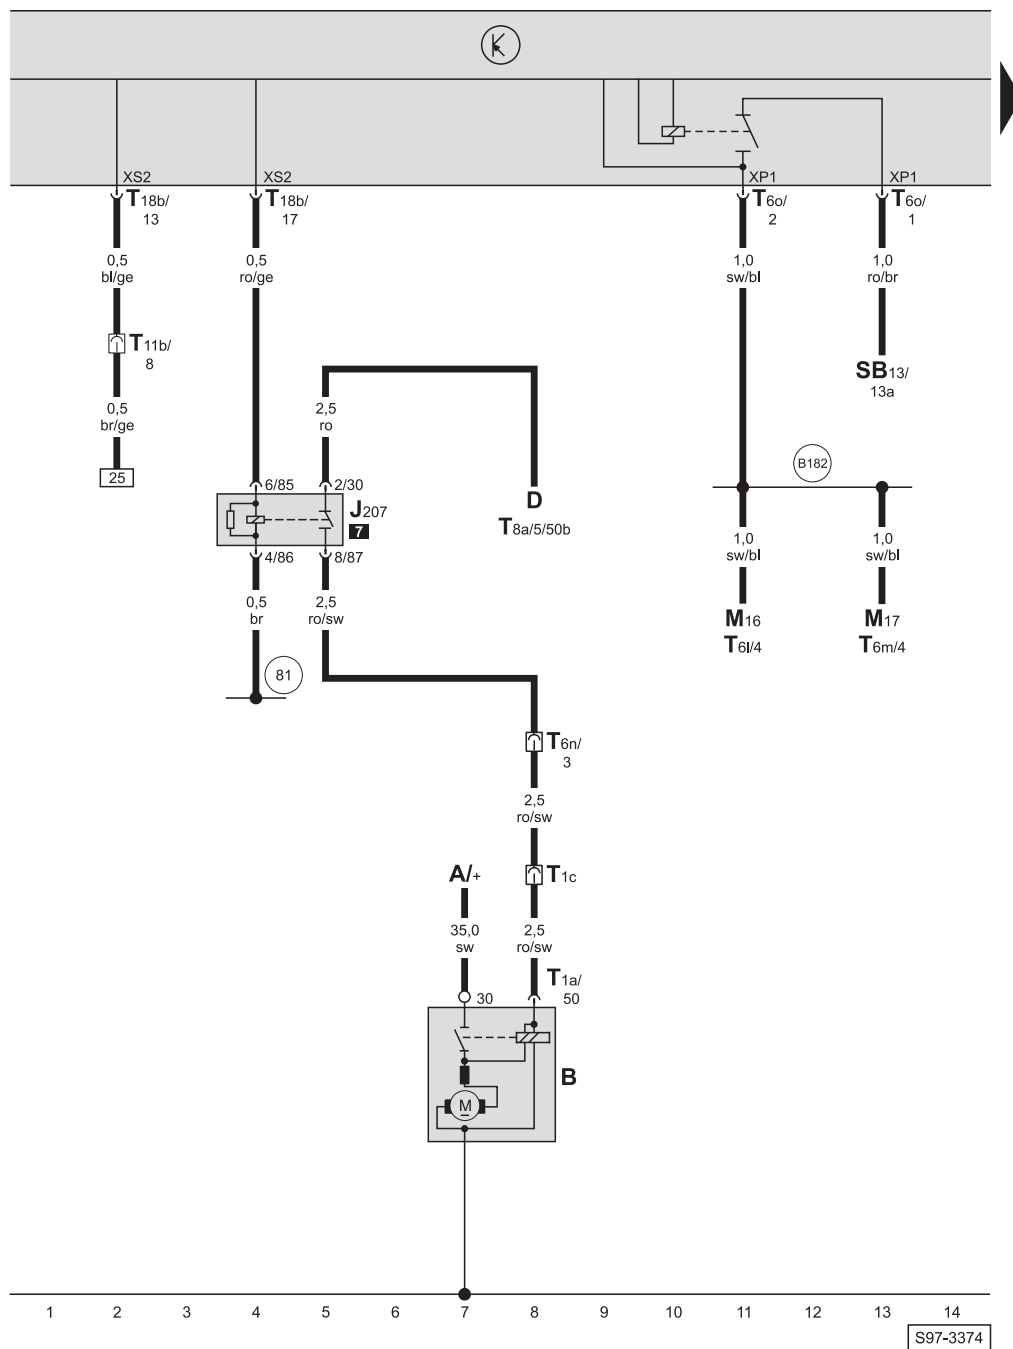 XS2
XS2
XP1
XP1
T18b/
13
T18b/
17
T6o/
2
T6o/
1
0,5
bl/ge
0,5
ro/ge
1,0
sw/bl
1,0
ro/br
T11b/
8
SB13/
13a
0,5
br/ge
2,5
ro
25
B182
6/85
2/30
D
T8a/5/50b
J207
7
4/86
8/87
1,0
sw/bl
1,0
sw/bl
0,5
br
2,5
ro/sw
M16
T6l/4
M17
T6m/4
81
T6n/
3
2,5
ro/sw
A/+
T1c
35,0
sw
2,5
ro/sw
T1a/
50
30
B
M
1 2 3 4 5 6 7 8 9 10 11 12 13 14
S97-3374